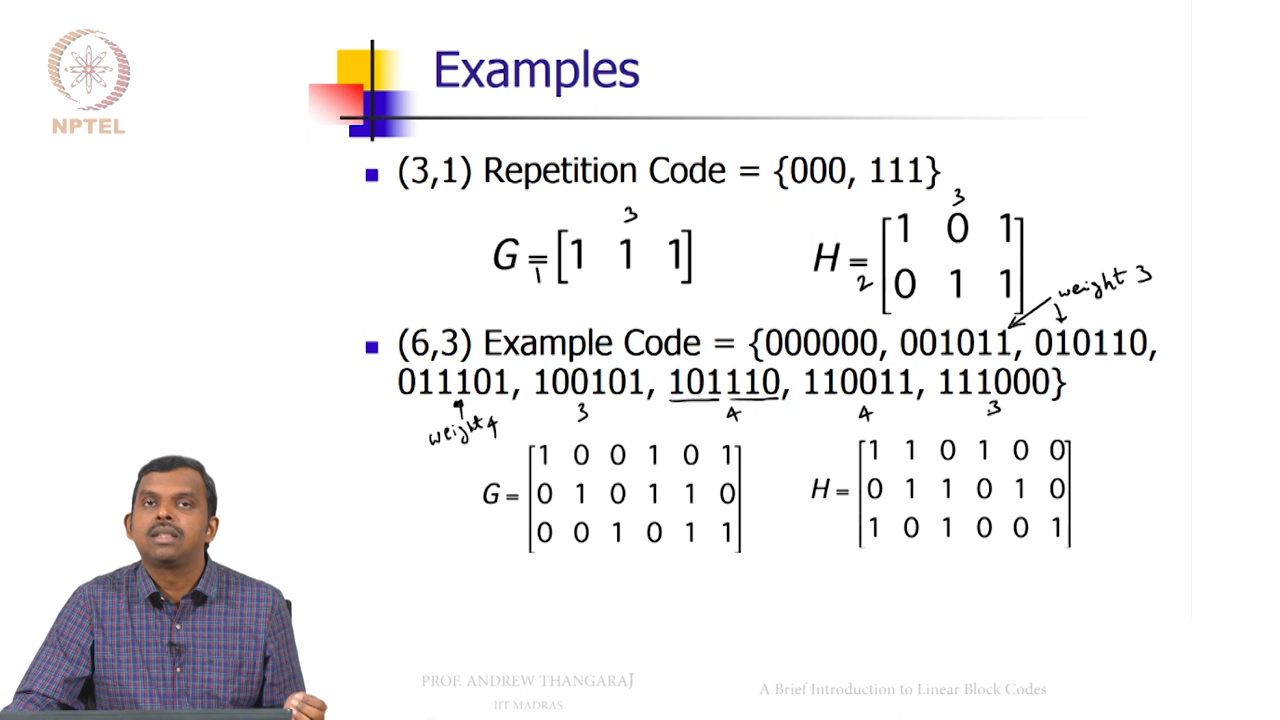 NPTEL
Examples
(3,1) Repetition Code = {000, 111}
3
G = [1 1 1]
1
3
H = [1 0 1
2
0 1 1]
weight 3
(6,3) Example Code = {000000, 001011, 010110,
011101, 100101, 101110, 110011, 111000}
weight 4
3
4
4
3
G = [1 0 0 1 0 1
0 1 0 1 1 0
0 0 1 0 1 1]
H = [1 1 0 1 0 0
0 1 1 0 1 0
1 0 1 0 0 1]
PROF. ANDREW THANGARAJ
IIT MADRAS
A Brief Introduction to Linear Block Codes